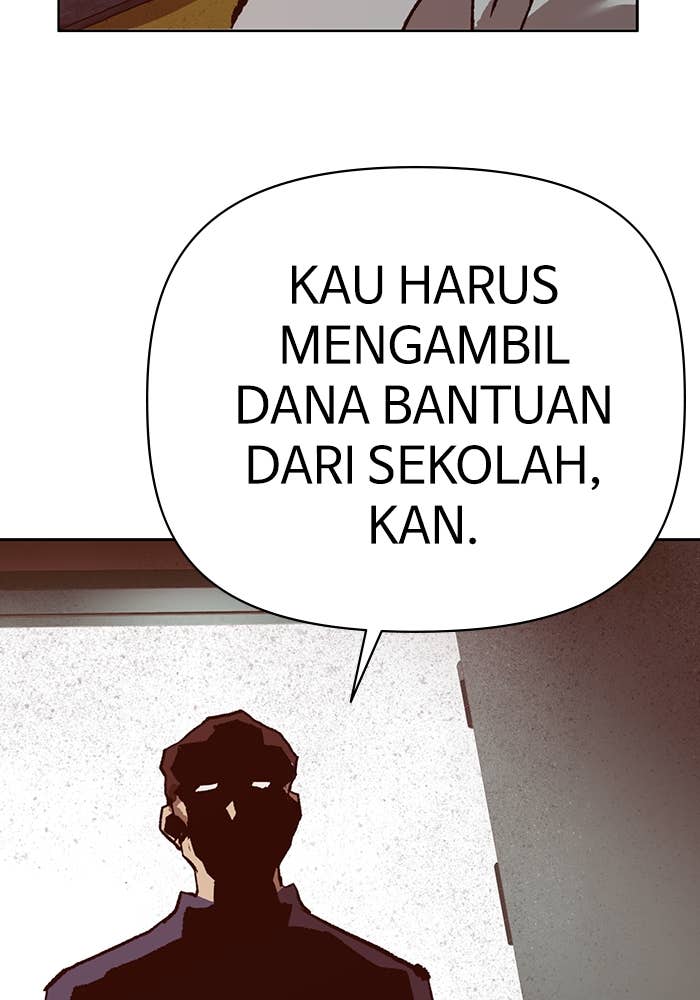 KAU HARUS
MENGAMBIL
DANA BANTUAN
DARI SEKOLAH,
KAN.